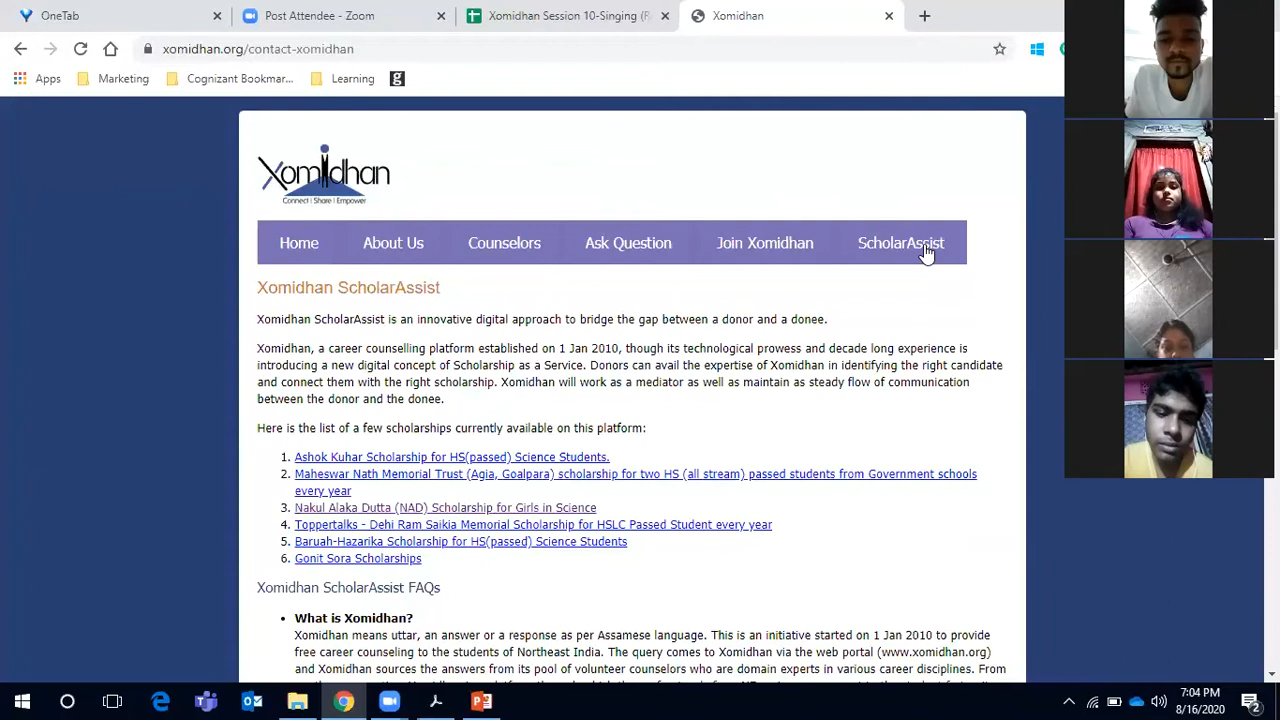 OneTab
Post Attendee - Zoom
Xomidhan Session 10-Singing (R
Xomidhan
xomidhan.org/contact-xomidhan
Apps
Marketing
Cognizant Bookmar...
Learning
g
Xomidhan
Connect | Share | Empower
Home
About Us
Counselors
Ask Question
Join Xomidhan
ScholarAssist
Xomidhan ScholarAssist
Xomidhan ScholarAssist is an innovative digital approach to bridge the gap between a donor and a donee.
Xomidhan, a career counselling platform established on 1 Jan 2010, though its technological prowess and decade long experience is
introducing a new digital concept of Scholarship as a Service. Donors can avail the expertise of Xomidhan in identifying the right candidate
and connect them with the right scholarship. Xomidhan will work as a mediator as well as maintain as steady flow of communication
between the donor and the donee.
Here is the list of a few scholarships currently available on this platform:
1. Ashok Kuhar Scholarship for HS(passed) Science Students.
2. Maheswar Nath Memorial Trust (Agia, Goalpara) scholarship for two HS (all stream) passed students from Government schools
every year
3. Nakul Alaka Dutta (NAD) Scholarship for Girls in Science
4. Toppertalks - Dehi Ram Saikia Memorial Scholarship for HSLC Passed Student every year
5. Baruah-Hazarika Scholarship for HS(passed) Science Students
6. Gonit Sora Scholarships
Xomidhan ScholarAssist FAQs
• What is Xomidhan?
Xomidhan means uttar, an answer or a response as per Assamese language. This is an initiative started on 1 Jan 2010 to provide
free career counseling to the students of Northeast India. The query comes to Xomidhan via the web portal (www.xomidhan.org)
and Xomidhan sources the answers from its pool of volunteer counselors who are domain experts in various career disciplines. From
7:04 PM
8/16/2020
2